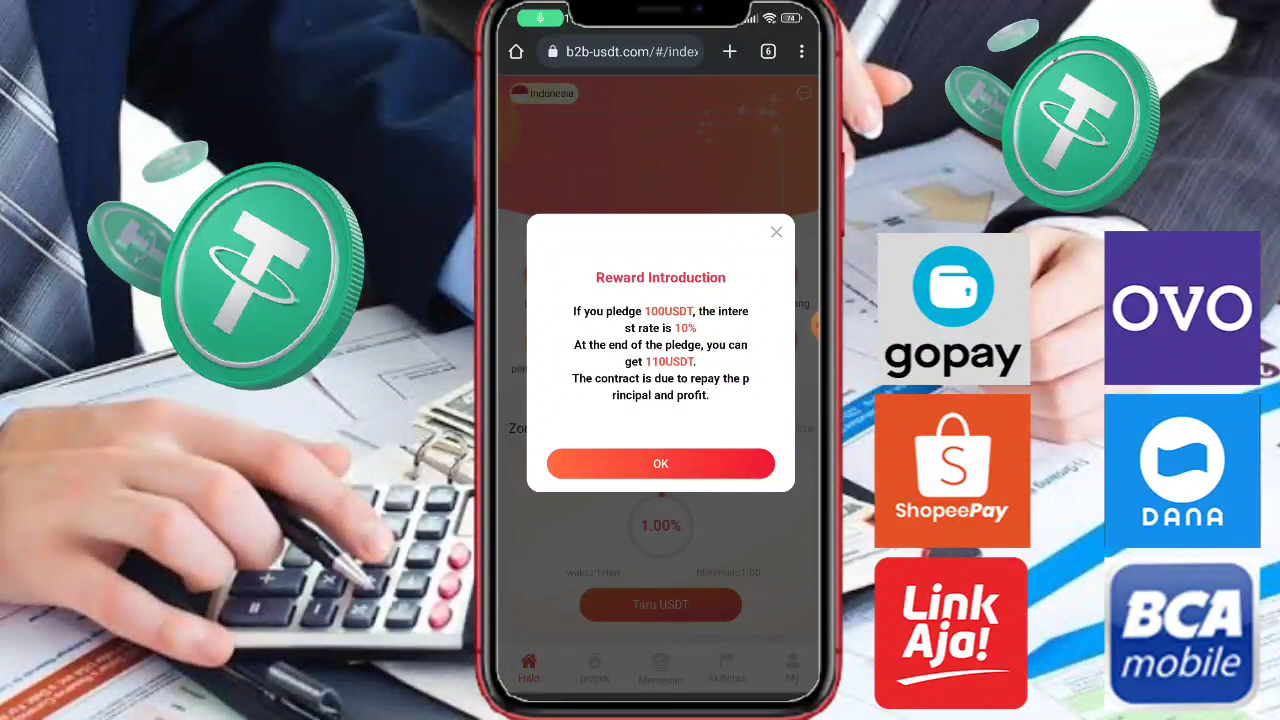 b2b-usdt.com/#/inde
6
24
Indonesia
Reward Introduction
If you pledge 100USDT, the intere
st rate is 10%
At the end of the pledge, you can
get 110USDT.
The contract is due to repay the p
rincipal and profit.
OK
1.00%
waktu:1Hari
Minimum:1.00
Taru USDT
Halo
projek
Memesan
Aktivitas
My
gopay
OVO
S
ShopeePay
DANA
Link
Aja!
BCA
mobile